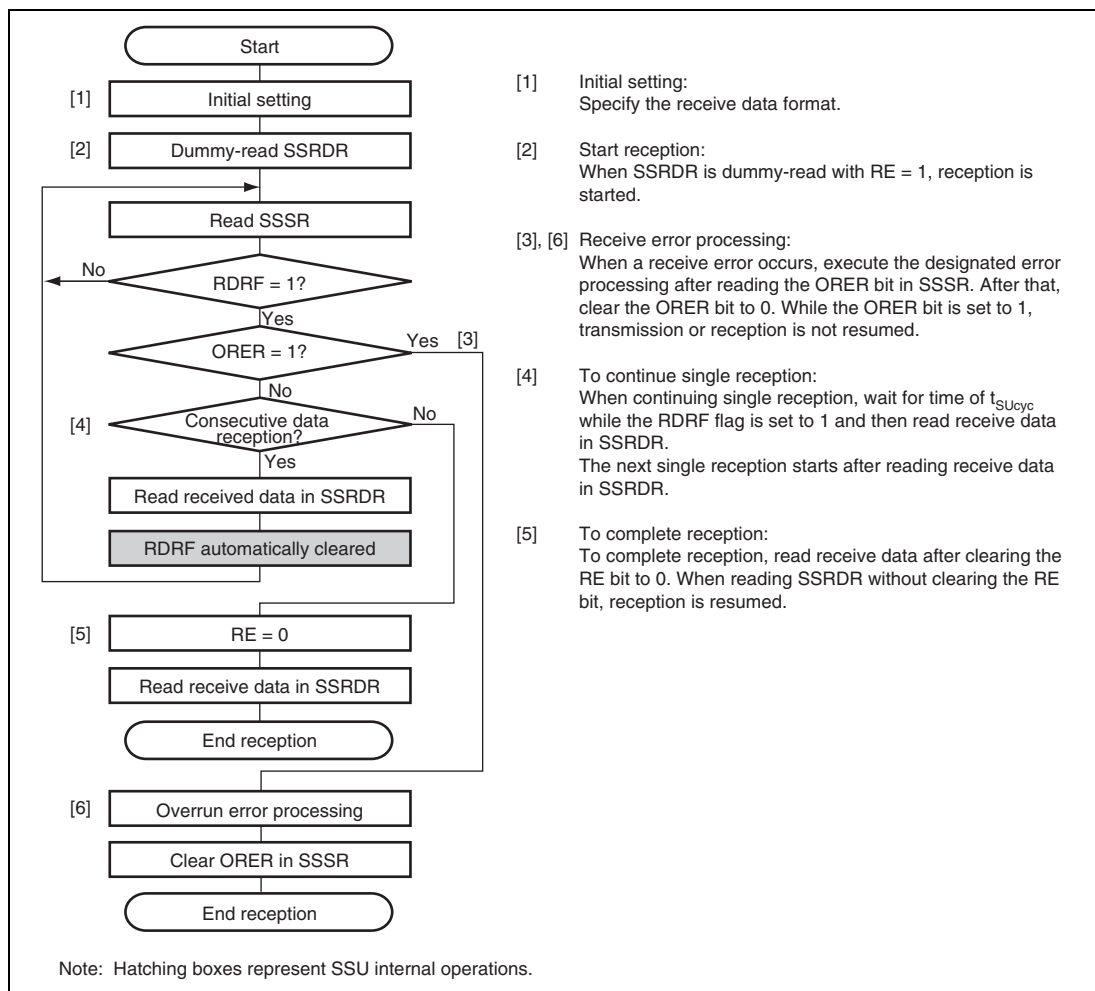 Start
[1] Initial setting
[2] Dummy-read SSRDR
Read SSSR
No
RDRF = 1?
Yes
Yes [3]
ORER = 1?
No
No
[4] Consecutive data
reception?
Yes
Read received data in SSRDR
RDRF automatically cleared
[5] RE = 0
Read receive data in SSRDR
End reception
[6] Overrun error processing
Clear ORER in SSSR
End reception
[1] Initial setting:
Specify the receive data format.
[2] Start reception:
When SSRDR is dummy-read with RE = 1, reception is
started.
[3], [6] Receive error processing:
When a receive error occurs, execute the designated error
processing after reading the ORER bit in SSSR. After that,
clear the ORER bit to 0. While the ORER bit is set to 1,
transmission or reception is not resumed.
[4] To continue single reception:
When continuing single reception, wait for time of tSUcyc
while the RDRF flag is set to 1 and then read receive data
in SSRDR.
The next single reception starts after reading receive data
in SSRDR.
[5] To complete reception:
To complete reception, read receive data after clearing the
RE bit to 0. When reading SSRDR without clearing the RE
bit, reception is resumed.
Note: Hatching boxes represent SSU internal operations.